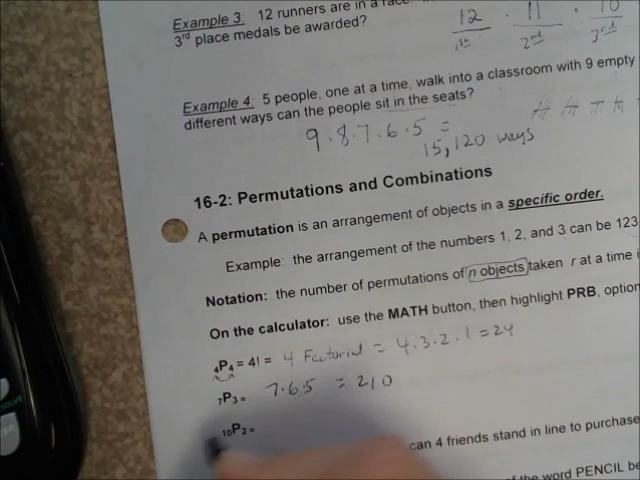 Example 3: 12 runners are in a race.
3rd place medals be awarded?
12 · 11 · 10
1st 2nd 3rd
Example 4: 5 people, one at a time, walk into a classroom with 9 empty
different ways can the people sit in the seats?
9.8.7.6.5 =
15,120 ways
16-2: Permutations and Combinations
A permutation is an arrangement of objects in a specific order.
Example: the arrangement of the numbers 1, 2, and 3 can be 123
Notation: the number of permutations of n objects taken r at a time i
On the calculator: use the MATH button, then highlight PRB, option
4P4 = 4! = 4 Factorial = 4.3.2.1 = 24
7P3 = 7.6.5 = 210
10P2 =
can 4 friends stand in line to purchase
of the word PENCIL be